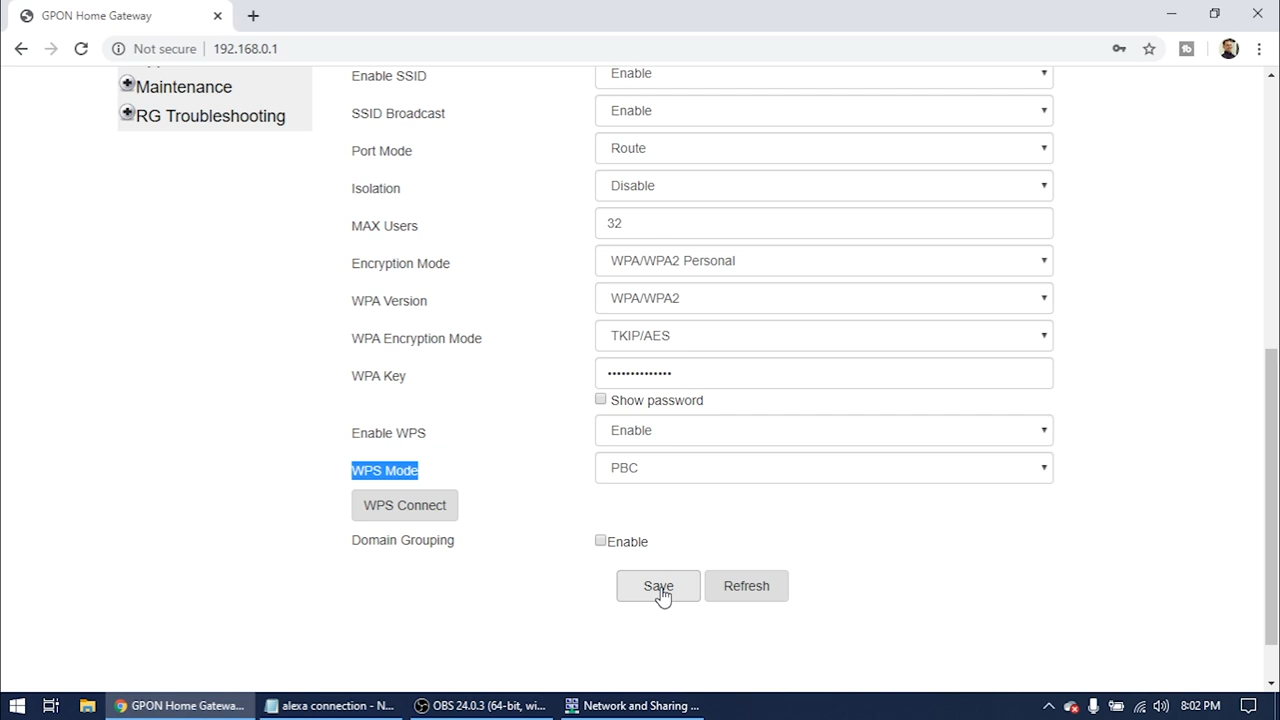 GPON Home Gateway
Not secure | 192.168.0.1
Maintenance
RG Troubleshooting
Enable SSID Enable
SSID Broadcast Enable
Port Mode Route
Isolation Disable
MAX Users 32
Encryption Mode WPA/WPA2 Personal
WPA Version WPA/WPA2
WPA Encryption Mode TKIP/AES
WPA Key ••••••••••••••
Show password
Enable WPS Enable
WPS Mode PBC
WPS Connect
Domain Grouping Enable
Save Refresh
GPON Home Gatewa... alexa connection - N... OBS 24.0.3 (64-bit, wi... Network and Sharing ... 8:02 PM